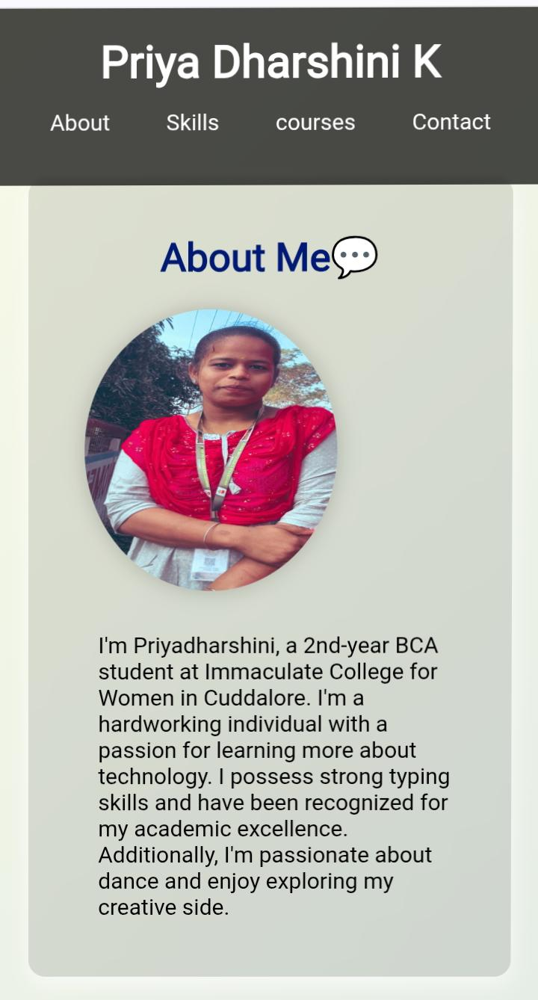 Priya Dharshini K
About Skills courses Contact
About Me💬
I'm Priyadharshini, a 2nd-year BCA
student at Immaculate College for
Women in Cuddalore. I'm a
hardworking individual with a
passion for learning more about
technology. I possess strong typing
skills and have been recognized for
my academic excellence.
Additionally, I'm passionate about
dance and enjoy exploring my
creative side.